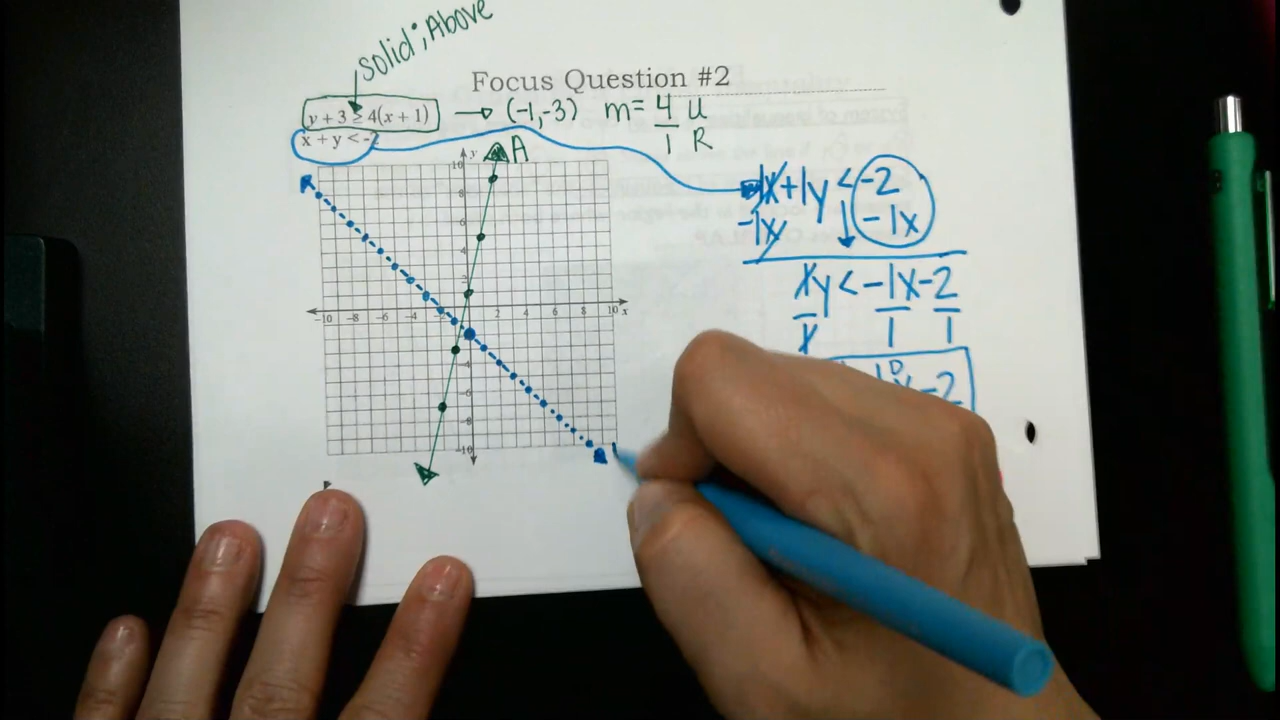 solid; Above
Focus Question #2
y + 3 ≥ 4(x + 1) → (-1,-3) m= 4/1 U R
x + y < -2
A
y
10
8
6
4
2
-10 -8 -6 -4 -2 2 4 6 8 10 x
-4
-6
-8
-10
1x+1y < -2
-1x -1x
1y < -1x-2
1 1 1
-2